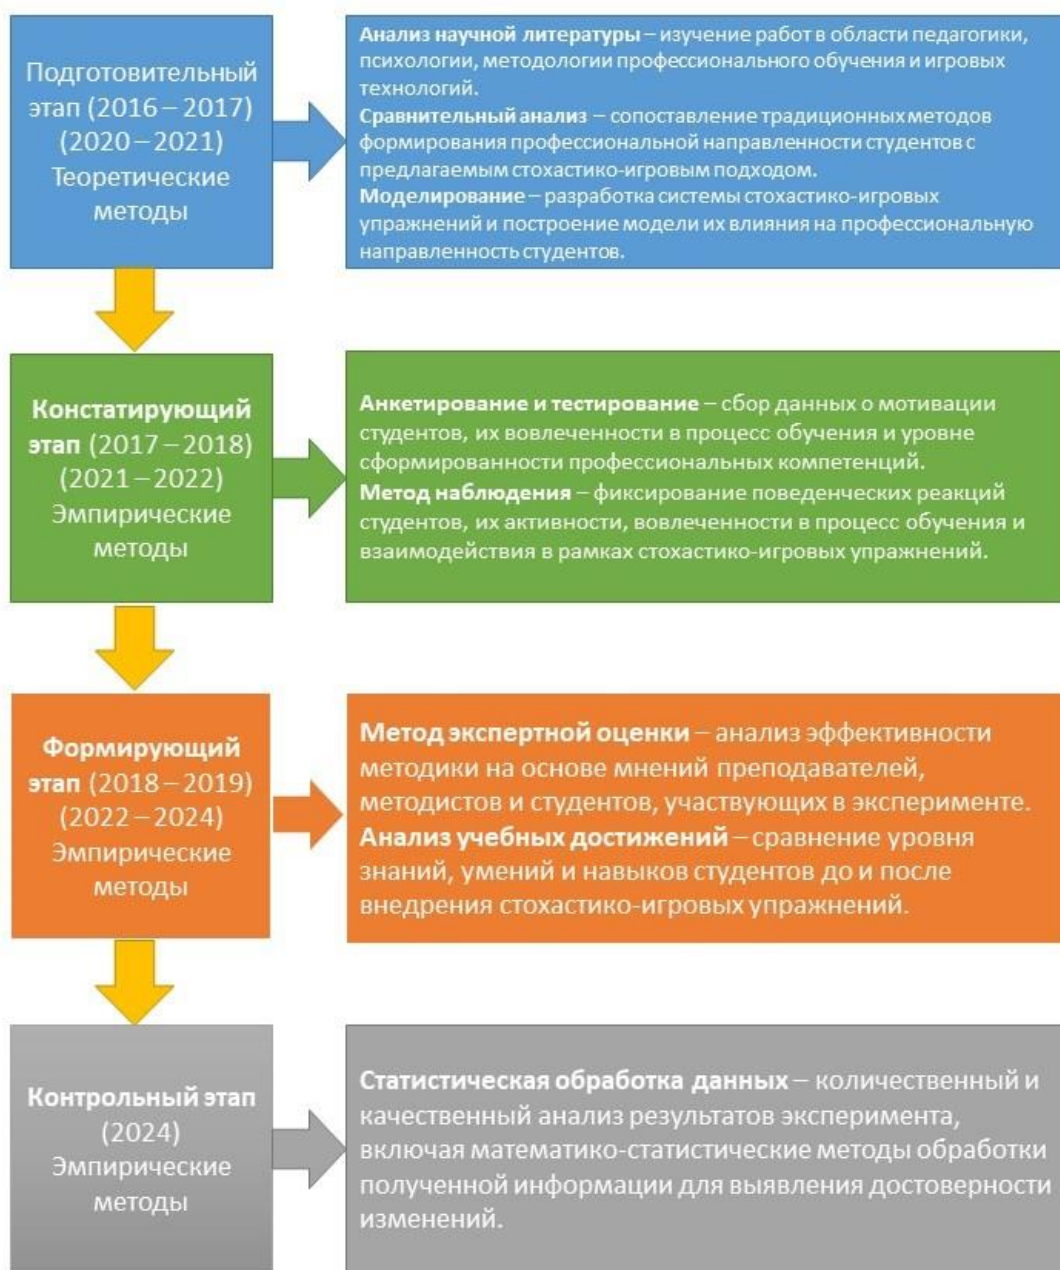 Подготовительный
этап (2016 – 2017)
(2020 – 2021)
Теоретические
методы
Анализ научной литературы – изучение работ в области педагогики,
психологии, методологии профессионального обучения и игровых
технологий.
Сравнительный анализ – сопоставление традиционных методов
формирования профессиональной направленности студентов с
предлагаемым стохастико-игровым подходом.
Моделирование – разработка системы стохастико-игровых
упражнений и построение модели их влияния на профессиональную
направленность студентов.
Констатирующий
этап (2017 – 2018)
(2021 – 2022)
Эмпирические
методы
Анкетирование и тестирование – сбор данных о мотивации
студентов, их вовлеченности в процесс обучения и уровне
сформированности профессиональных компетенций.
Метод наблюдения – фиксирование поведенческих реакций
студентов, их активности, вовлеченности в процесс обучения и
взаимодействия в рамках стохастико-игровых упражнений.
Формирующий
этап (2018 – 2019)
(2022 – 2024)
Эмпирические
методы
Метод экспертной оценки – анализ эффективности
методики на основе мнений преподавателей,
методистов и студентов, участвующих в эксперименте.
Анализ учебных достижений – сравнение уровня
знаний, умений и навыков студентов до и после
внедрения стохастико-игровых упражнений.
Контрольный этап
(2024)
Эмпирические
методы
Статистическая обработка данных – количественный и
качественный анализ результатов эксперимента,
включая математико-статистические методы обработки
полученной информации для выявления достоверности
изменений.